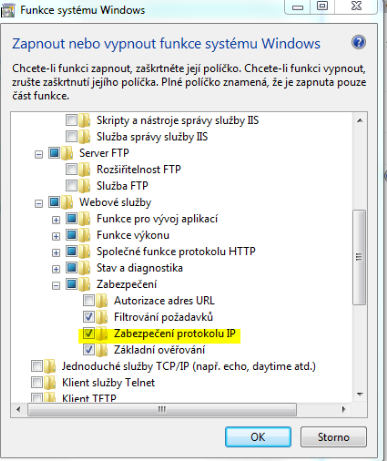 Funkce systému Windows
Zapnout nebo vypnout funkce systému Windows
Chcete-li funkci zapnout, zaškrtněte její políčko. Chcete-li funkci vypnout,
zrušte zaškrtnutí jejího políčka. Plné políčko znamená, že je zapnuta pouze
část funkce.
Skripty a nástroje správy služby IIS
Služba správy služby IIS
Server FTP
Rozšiřitelnost FTP
Služba FTP
Webové služby
Funkce pro vývoj aplikací
Funkce výkonu
Společné funkce protokolu HTTP
Stav a diagnostika
Zabezpečení
Autorizace adres URL
Filtrování požadavků
Zabezpečení protokolu IP
Základní ověřování
Jednoduché služby TCP/IP (např. echo, daytime atd.)
Klient služby Telnet
Klient TFTP
OK
Storno